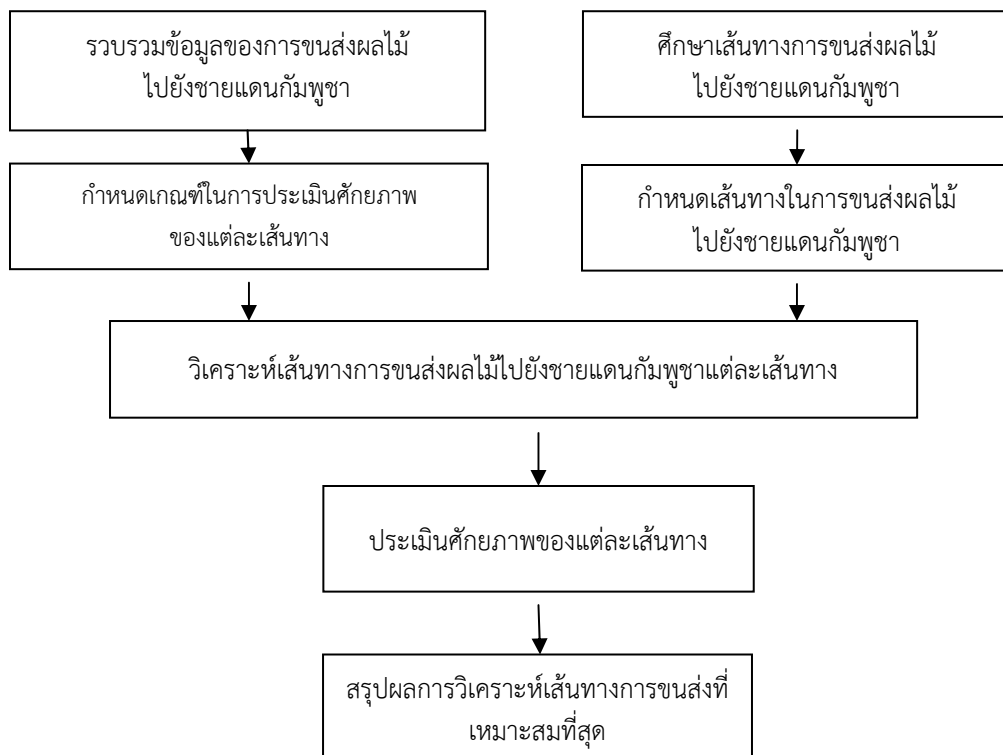 รวบรวมข้อมูลของการขนส่งผลไม้
ไปยังชายแดนกัมพูชา
ศึกษาเส้นทางการขนส่งผลไม้
ไปยังชายแดนกัมพูชา
กำหนดเกณฑ์ในการประเมินศักยภาพ
ของแต่ละเส้นทาง
กำหนดเส้นทางในการขนส่งผลไม้
ไปยังชายแดนกัมพูชา
วิเคราะห์เส้นทางการขนส่งผลไม้ไปยังชายแดนกัมพูชาแต่ละเส้นทาง
ประเมินศักยภาพของแต่ละเส้นทาง
สรุปผลการวิเคราะห์เส้นทางการขนส่งที่
เหมาะสมที่สุด